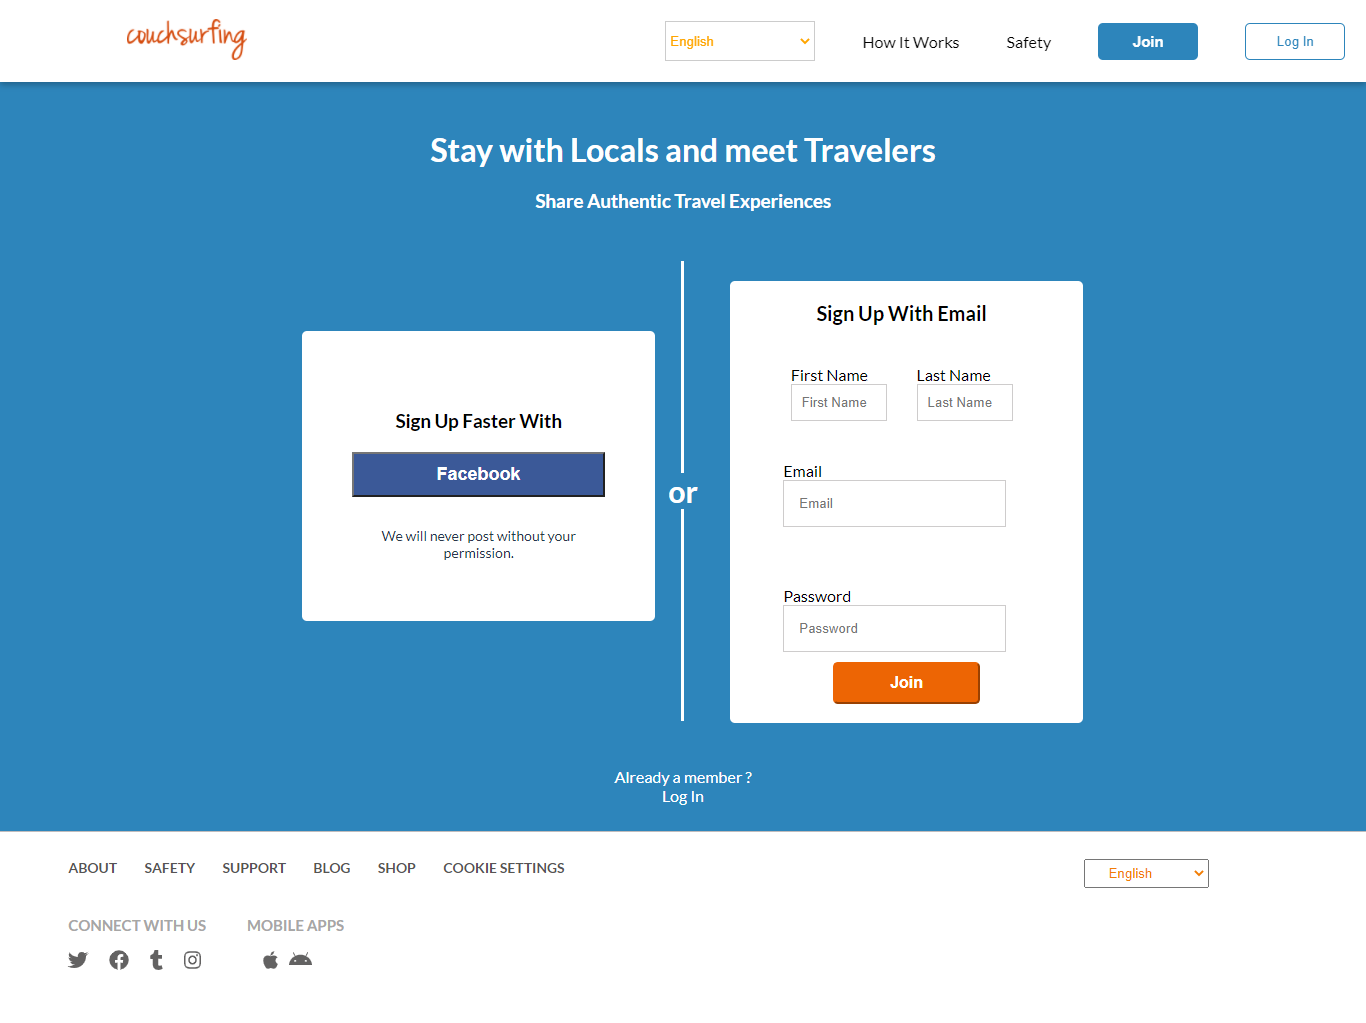 couchsurfing
English
How It Works
Safety
Join
Log In
Stay with Locals and meet Travelers
Share Authentic Travel Experiences
Sign Up Faster With
Facebook
We will never post without your
permission.
or
Sign Up With Email
First Name
Last Name
First Name
Last Name
Email
Email
Password
Password
Join
Already a member ?
Log In
ABOUT
SAFETY
SUPPORT
BLOG
SHOP
COOKIE SETTINGS
English
CONNECT WITH US
MOBILE APPS